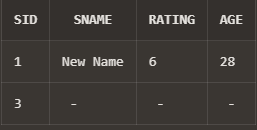 SID SNAME RATING AGE
1 New Name 6 28
3 - - -